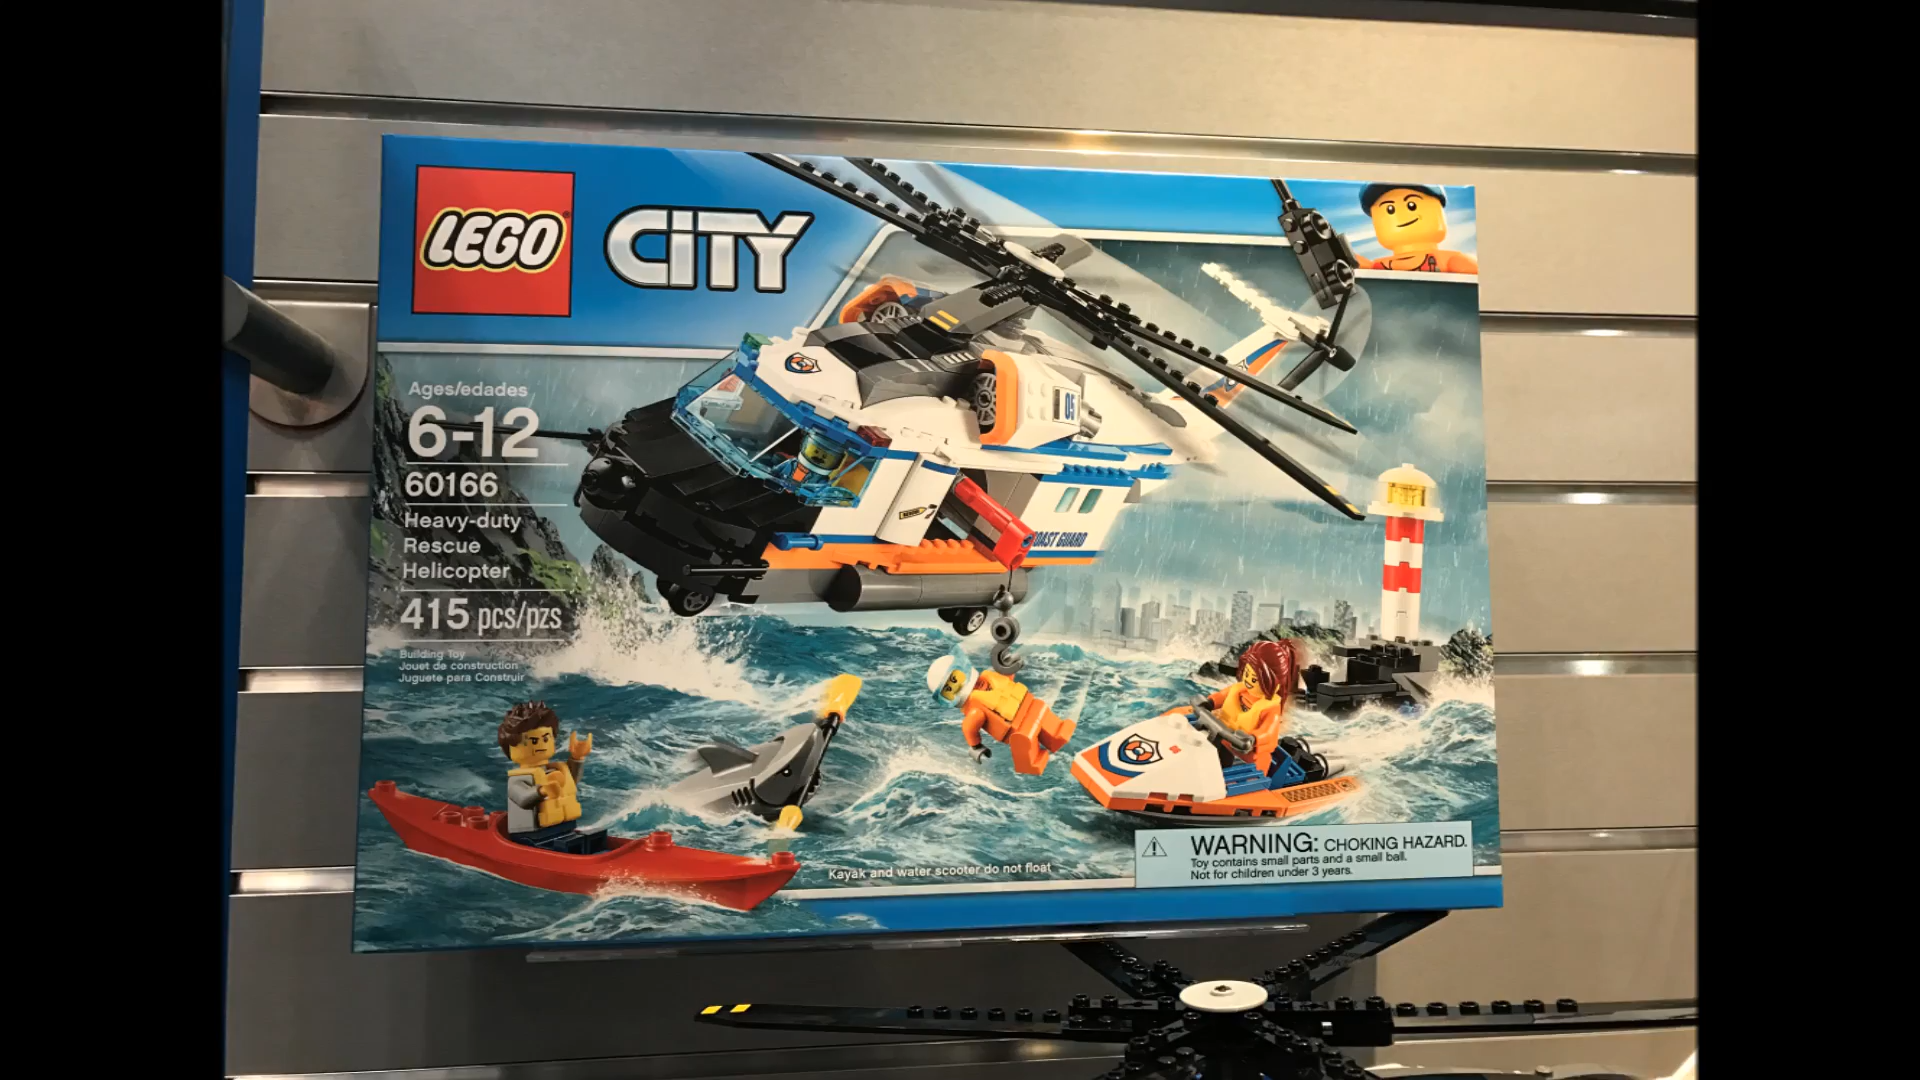 LEGO
CITY
Ages/edades
6-12
60166
Heavy-duty
Rescue
Helicopter
415 pcs/pzs
Building Toy
Jouet de construction
Juguete para Construir
05
RESCUE
COAST GUARD
Kayak and water scooter do not float
WARNING: CHOKING HAZARD.
Toy contains small parts and a small ball.
Not for children under 3 years.